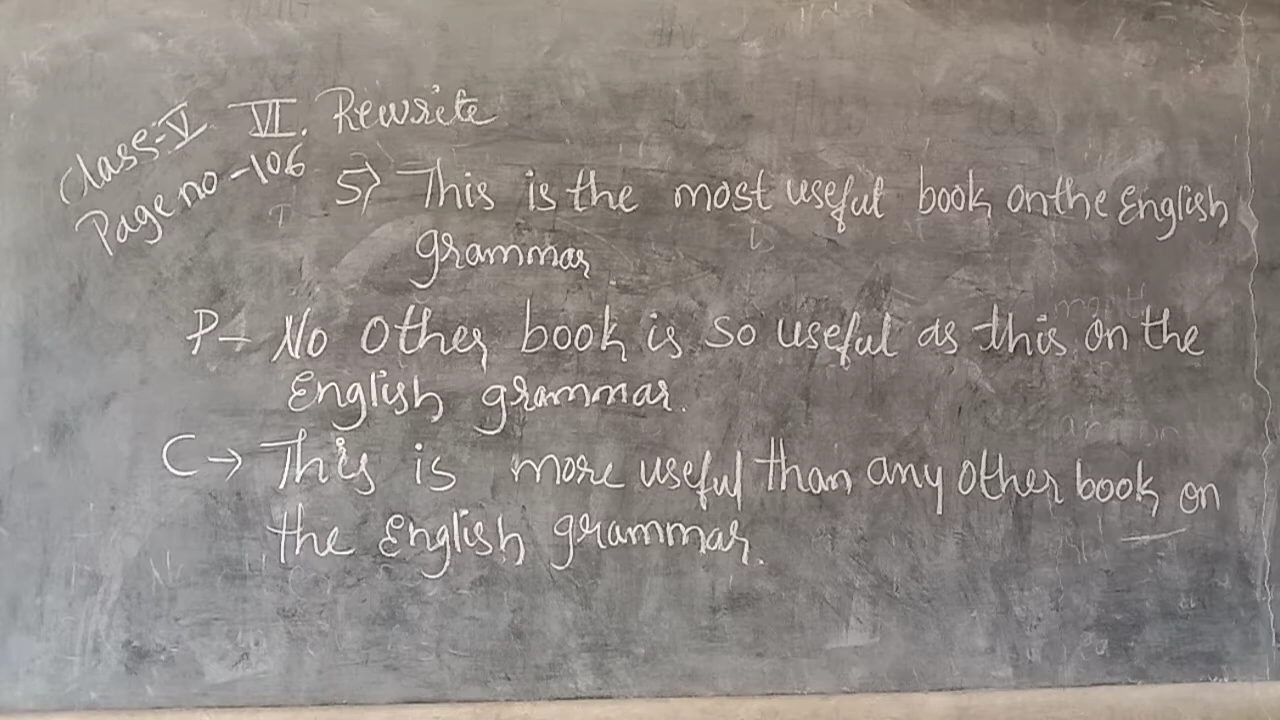 Class-V VI. Rewrite
Page no-106
5) This is the most useful book on the English
grammar
P- No Other book is so useful as this on the
English grammar.
C → This is more useful than any other book on
the English grammar.